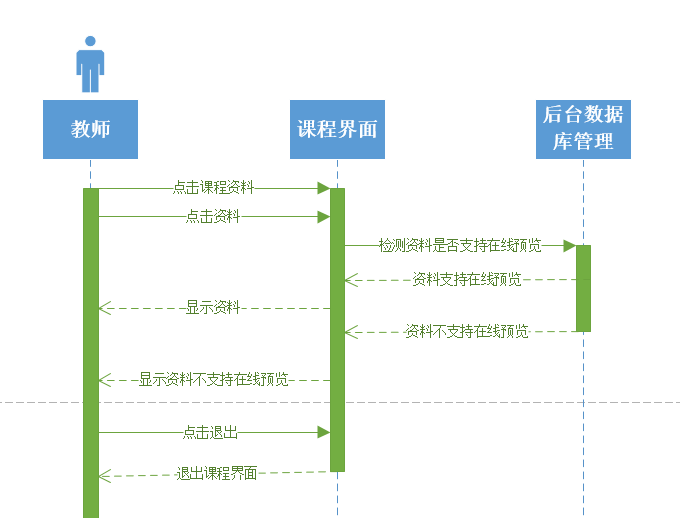 教师
课程界面
后台数据
库管理
点击课程资料
点击资料
检测资料是否支持在线预览
资料支持在线预览
显示资料
资料不支持在线预览
显示资料不支持在线预览
点击退出
退出课程界面